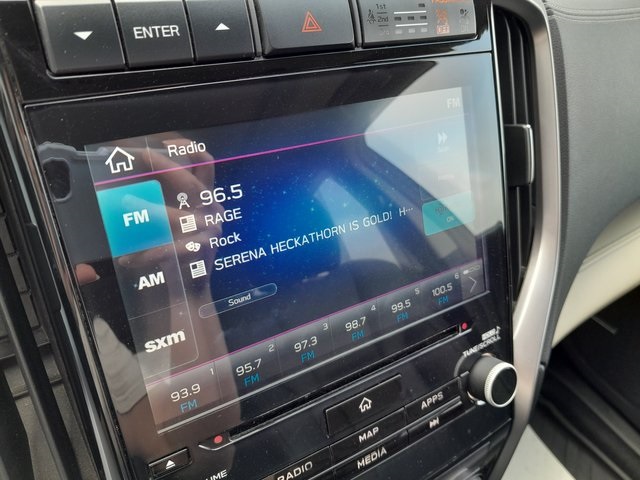 ENTER
1st
2nd
FM
Radio
FM
96.5
RAGE
Rock
SERENA HECKATHORN IS GOLD! H...
AM
Sound
sxm
1 2 3 4 5 6
93.9 95.7 97.3 98.7 99.5 100.5
FM FM FM FM FM FM
TUNE/SCROLL
APPS
MAP
RADIO
MEDIA